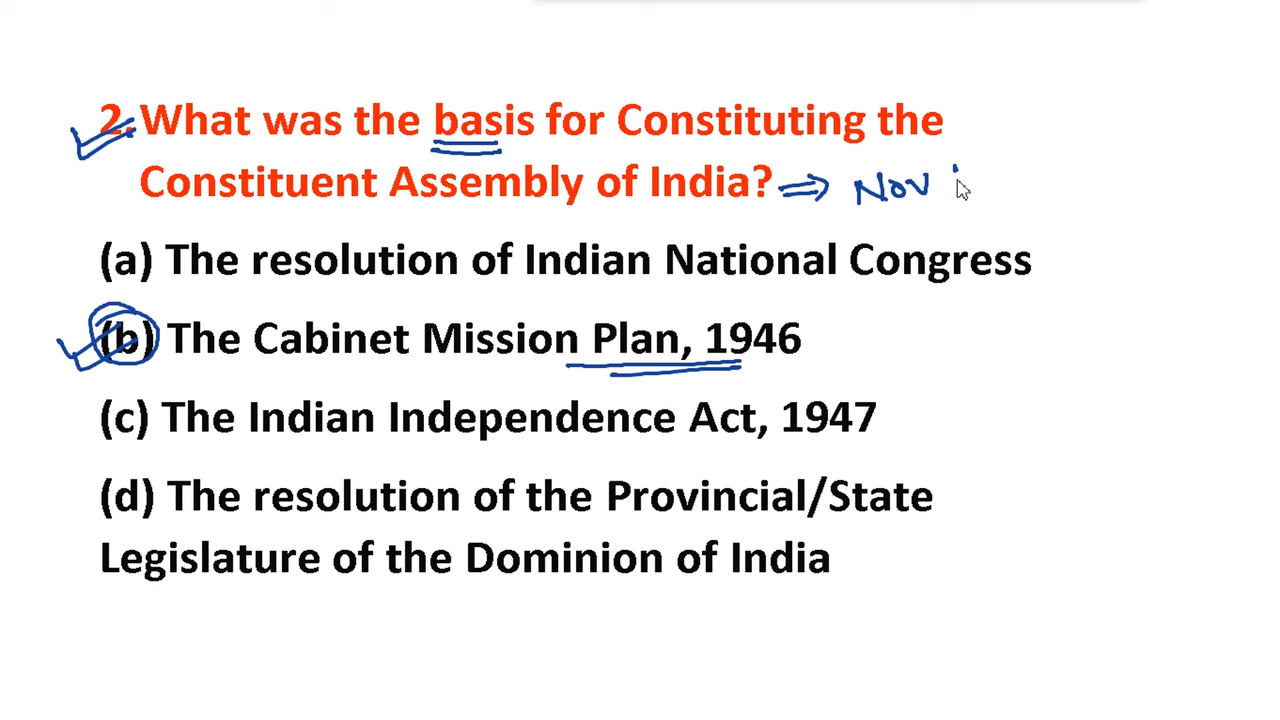 2. What was the basis for Constituting the
Constituent Assembly of India? ⇒ Nov
(a) The resolution of Indian National Congress
(b) The Cabinet Mission Plan, 1946
(c) The Indian Independence Act, 1947
(d) The resolution of the Provincial/State
Legislature of the Dominion of India